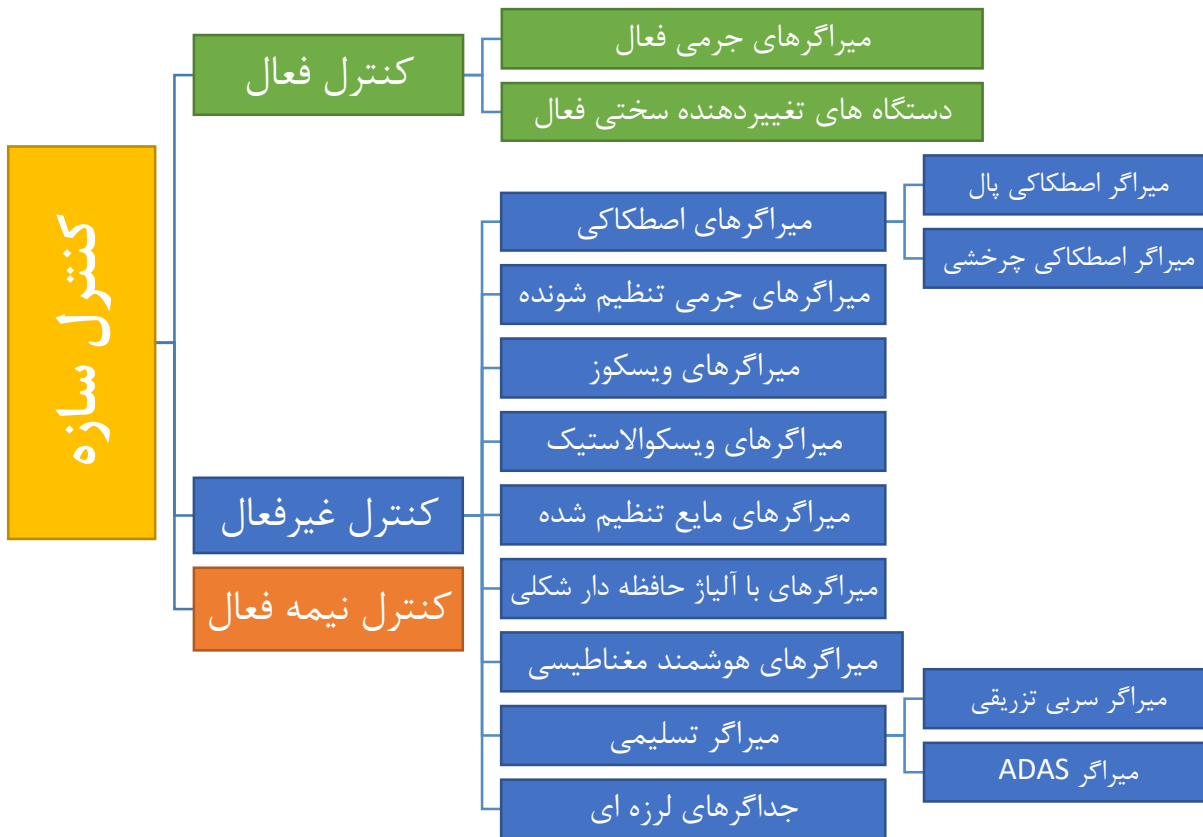 کنترل سازه
کنترل فعال
میراگرهای جرمی فعال
دستگاه های تغییردهنده سختی فعال
کنترل غیرفعال
میراگرهای اصطکاکی
میراگر اصطکاکی پال
میراگر اصطکاکی چرخشی
میراگرهای جرمی تنظیم شونده
میراگرهای ویسکوز
میراگرهای ویسکوالاستیک
میراگرهای مایع تنظیم شده
میراگرهای با آلیاژ حافظه دار شکلی
میراگرهای هوشمند مغناطیسی
میراگر تسلیمی
میراگر سربی تزریقی
میراگر ADAS
جداگرهای لرزه ای
کنترل نیمه فعال